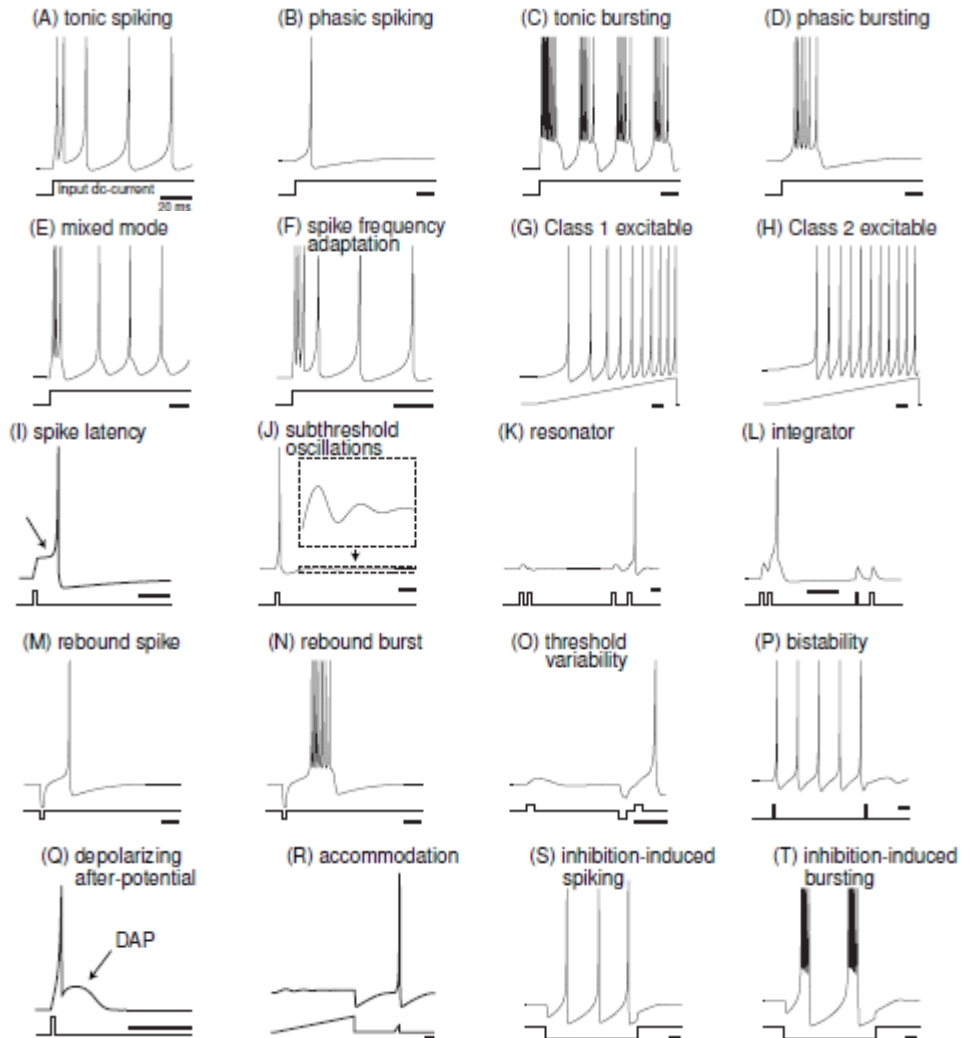 (A) tonic spiking
(B) phasic spiking
(C) tonic bursting
(D) phasic bursting
input dc-current
20 ms
(E) mixed mode
(F) spike frequency
adaptation
(G) Class 1 excitable
(H) Class 2 excitable
(I) spike latency
(J) subthreshold
oscillations
(K) resonator
(L) integrator
(M) rebound spike
(N) rebound burst
(O) threshold
variability
(P) bistability
(Q) depolarizing
after-potential
DAP
(R) accommodation
(S) inhibition-induced
spiking
(T) inhibition-induced
bursting